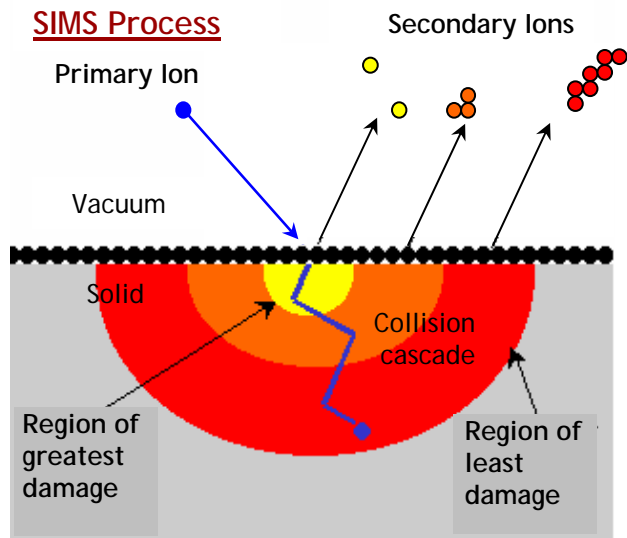 SIMS Process
Secondary Ions
Primary Ion
Vacuum
Solid
Collision
cascade
Region of
greatest
damage
Region of
least
damage